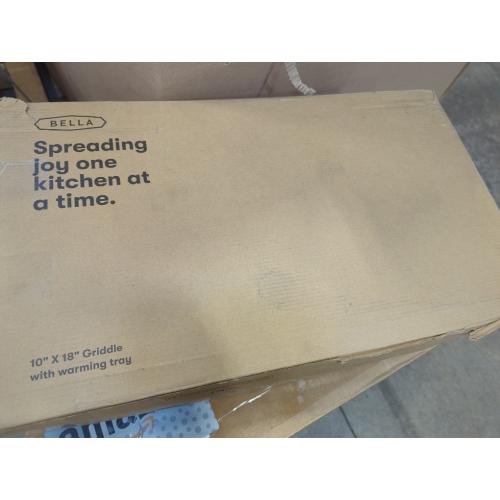 BELLA
Spreading
joy one
kitchen at
a time.
10" X 18" Griddle
with warming tray